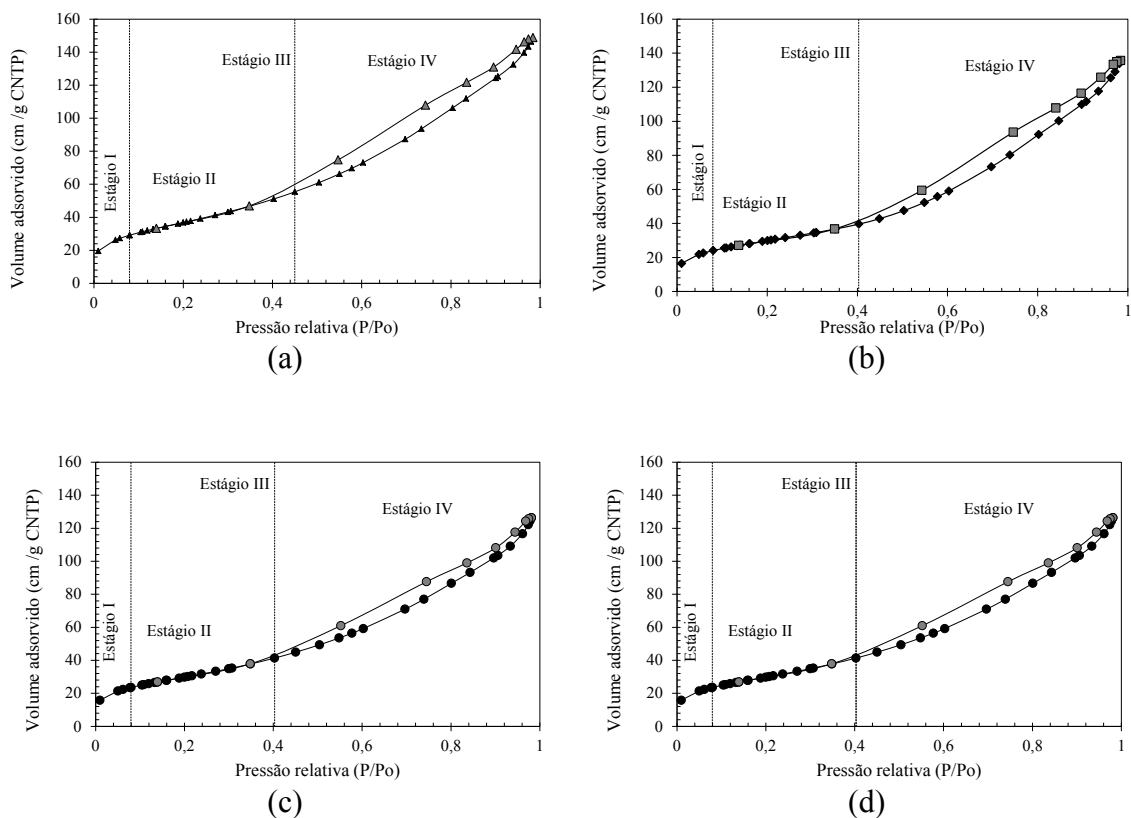 160
140
120
100
80
60
40
20
0
Volume adsorvido (cm /g CNTP)
Estágio I
Estágio II
Estágio III
Estágio IV
0 0,2 0,4 0,6 0,8 1
Pressão relativa (P/Po)
(a)
160
140
120
100
80
60
40
20
0
Volume adsorvido (cm /g CNTP)
Estágio I
Estágio II
Estágio III
Estágio IV
0 0,2 0,4 0,6 0,8 1
Pressão relativa (P/Po)
(b)
160
140
120
100
80
60
40
20
0
Volume adsorvido (cm /g CNTP)
Estágio I
Estágio II
Estágio III
Estágio IV
0 0,2 0,4 0,6 0,8 1
Pressão relativa (P/Po)
(c)
160
140
120
100
80
60
40
20
0
Volume adsorvido (cm /g CNTP)
Estágio I
Estágio II
Estágio III
Estágio IV
0 0,2 0,4 0,6 0,8 1
Pressão relativa (P/Po)
(d)